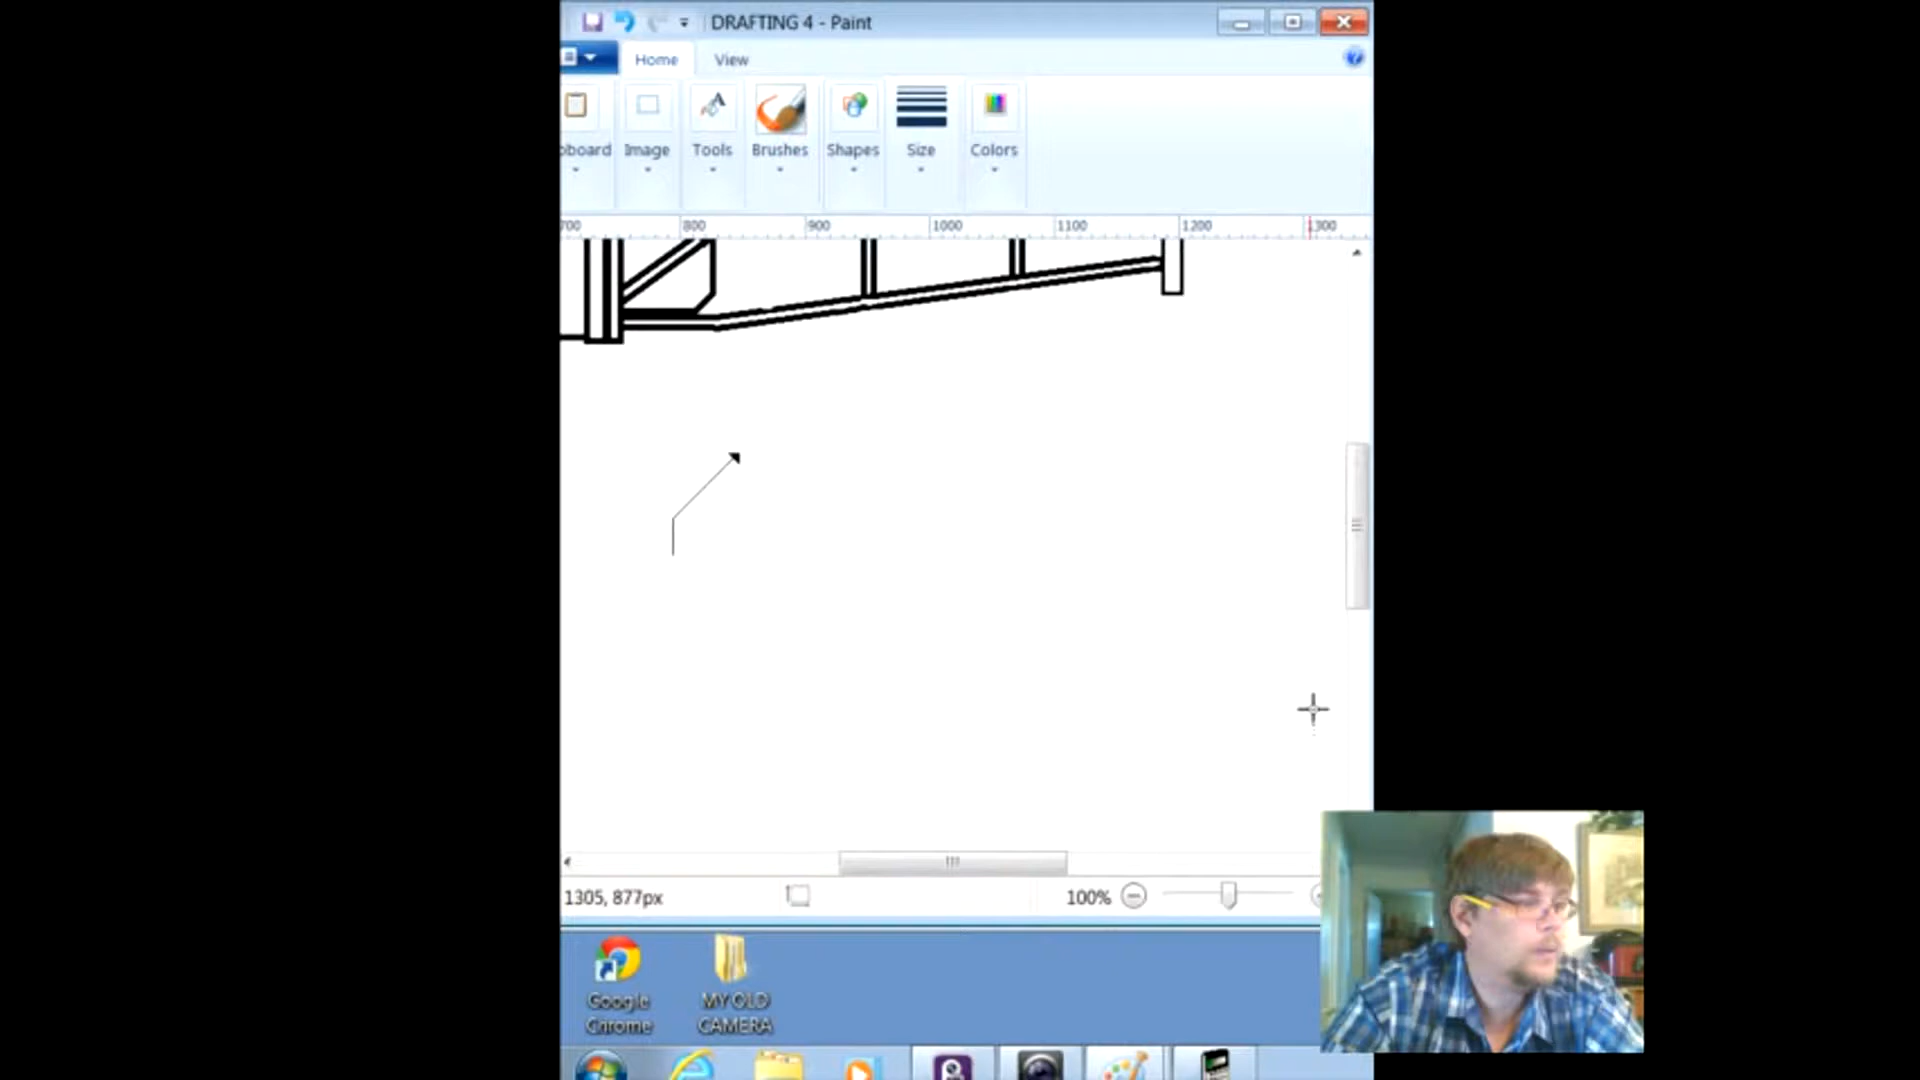 DRAFTING 4 - Paint
Home View
pboard Image Tools Brushes Shapes Size Colors
700 800 900 1000 1100 1200 1300
1305, 877px
100%
Google Chrome
MY OLD CAMERA